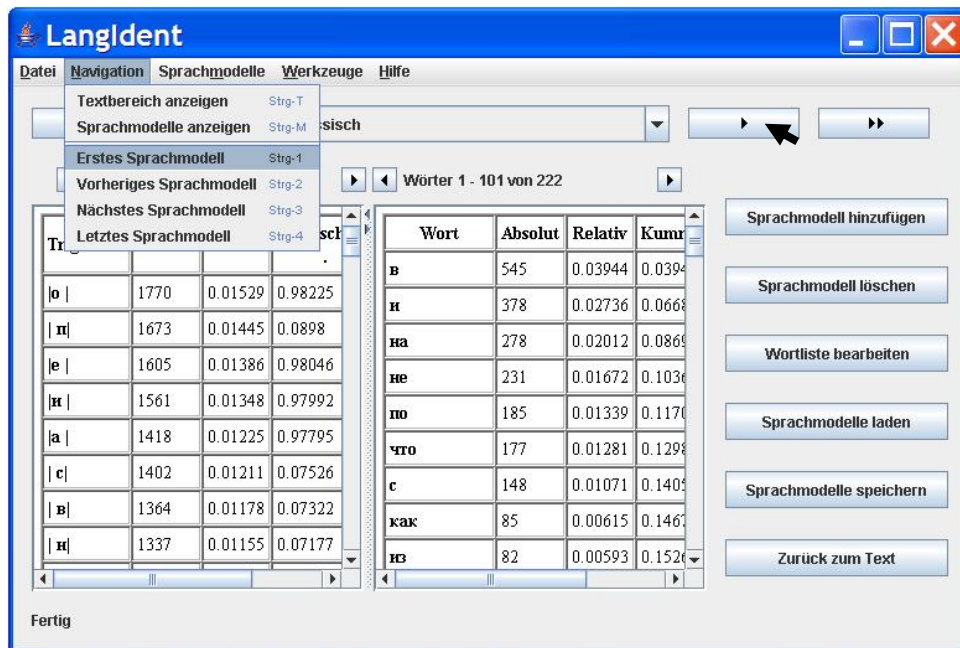 LangIdent
Datei Navigation Sprachmodelle Werkzeuge Hilfe
Textbereich anzeigen Strg-T
Sprachmodelle anzeigen Strg-M
Erstes Sprachmodell Strg-1
Vorheriges Sprachmodell Strg-2
Nächstes Sprachmodell Strg-3
Letztes Sprachmodell Strg-4
Wörter 1 - 101 von 222
|о | 1770 0.01529 0.98225
| п| 1673 0.01445 0.0898
|е | 1605 0.01386 0.98046
|и | 1561 0.01348 0.97992
|а | 1418 0.01225 0.97795
| с| 1402 0.01211 0.07526
| в| 1364 0.01178 0.07322
| н| 1337 0.01155 0.07177
Wort Absolut Relativ
в 545 0.03944
и 378 0.02736
на 278 0.02012
не 231 0.01672
по 185 0.01339
что 177 0.01281
с 148 0.01071
как 85 0.00615
из 82 0.00593
Sprachmodell hinzufügen
Sprachmodell löschen
Wortliste bearbeiten
Sprachmodelle laden
Sprachmodelle speichern
Zurück zum Text
Fertig